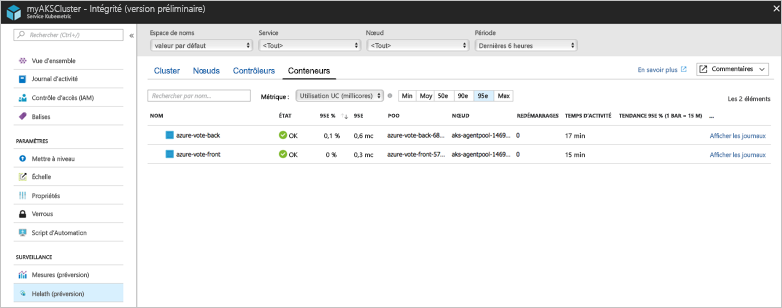 myAKSCluster - Intégrité (version préliminaire)
Service Kubemetric
Rechercher (Ctrl+/)
Vue d'ensemble
Journal d'activité
Contrôle d'accès (IAM)
Balises
PARAMÈTRES
Mettre à niveau
Échelle
Propriétés
Verrous
Script d'Automation
SURVEILLANCE
Mesures (préversion)
Helath (préversion)
Espace de noms
Service
Nœud
Période
valeur par défaut
<Tout>
<Tout>
Dernières 6 heures
Cluster
Nœuds
Contrôleurs
Conteneurs
En savoir plus
Commentaires
Rechercher par nom...
Métrique :
Utilisation UC (millicores)
Min
Moy
50e
90e
95e
Max
Les 2 éléments
NOM ÉTAT 95E % 95E POO NŒUD REDÉMARRAGES TEMPS D'ACTIVITÉ TENDANCE 95E % (1 BAR = 15 M) ...
azure-vote-back OK 0,1 % 0,6 mc azure-vote-back-68... aks-agentpool-1469... 0 17 min Afficher les journaux
azure-vote-front OK 0 % 0,3 mc azure-vote-front-57... aks-agentpool-1469... 0 15 min Afficher les journaux